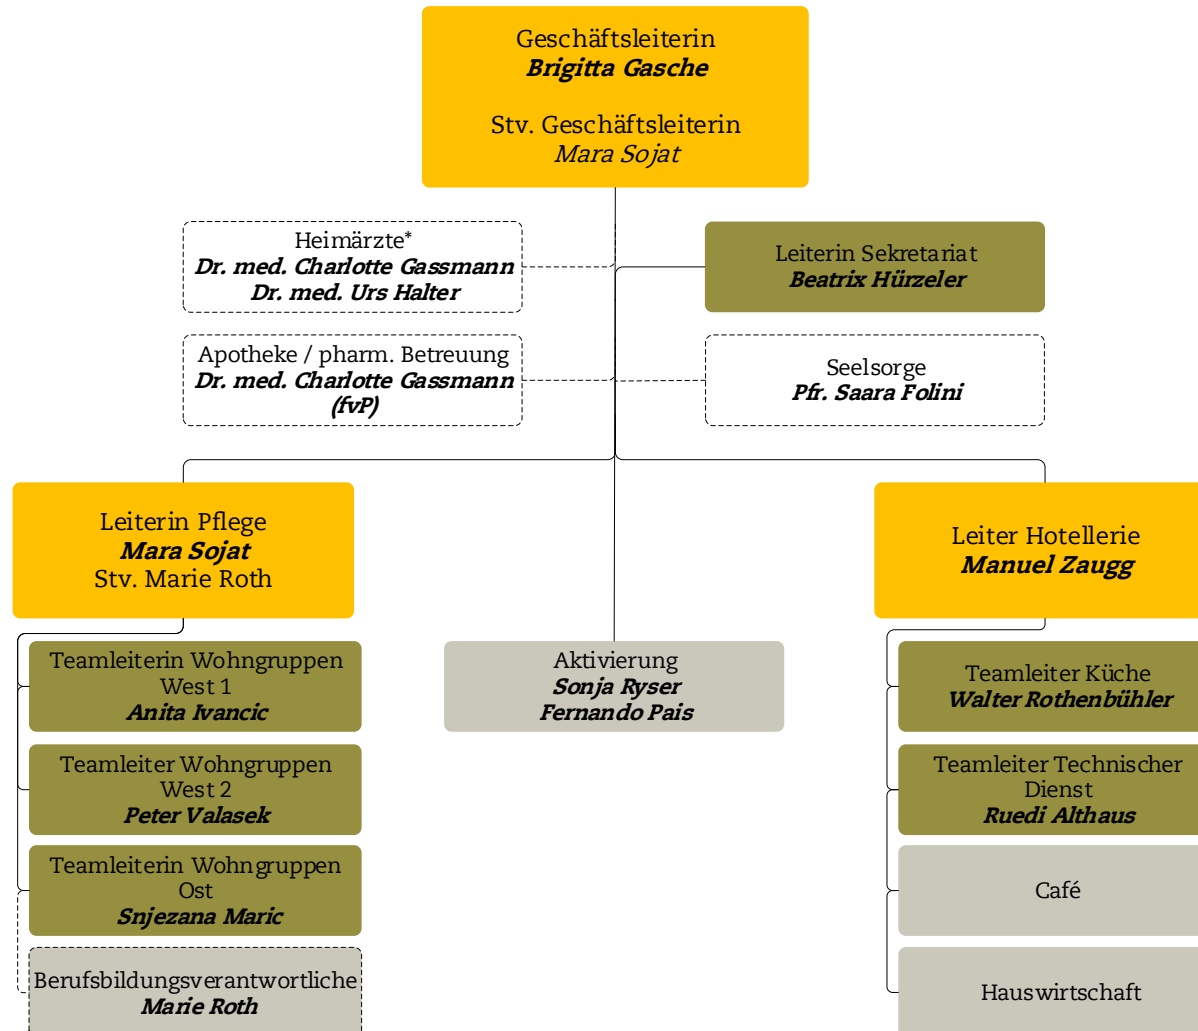 Geschäftsleiterin
Brigitta Gasche
Stv. Geschäftsleiterin
Mara Sojat
Heimärzte*
Dr. med. Charlotte Gassmann
Dr. med. Urs Halter
Leiterin Sekretariat
Beatrix Hürzeler
Apotheke / pharm. Betreuung
Dr. med. Charlotte Gassmann
(fvP)
Seelsorge
Pfr. Saara Folini
Leiterin Pflege
Mara Sojat
Stv. Marie Roth
Leiter Hotellerie
Manuel Zaugg
Teamleiterin Wohngruppen
West 1
Anita Ivancic
Aktivierung
Sonja Ryser
Fernando Pais
Teamleiter Küche
Walter Rothenbühler
Teamleiter Wohngruppen
West 2
Peter Valasek
Teamleiter Technischer
Dienst
Ruedi Althaus
Teamleiterin Wohngruppen
Ost
Snjezana Maric
Café
Berufsbildungsverantwortliche
Marie Roth
Hauswirtschaft